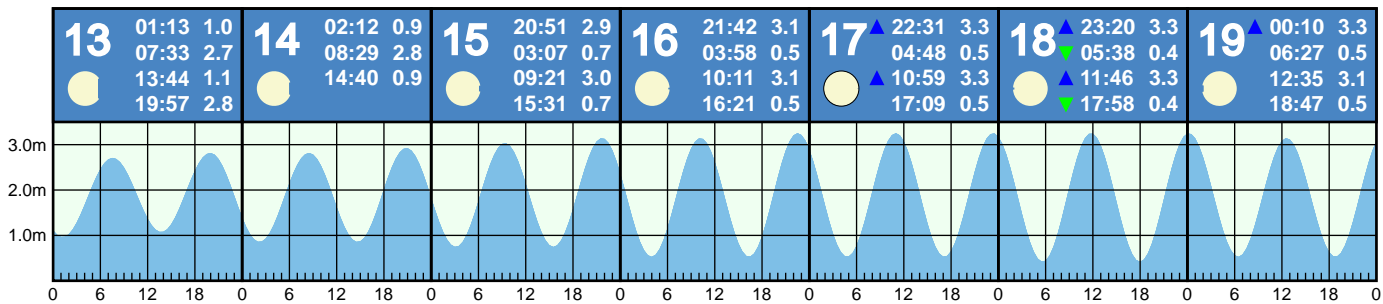 13
01:13 1.0
07:33 2.7
13:44 1.1
19:57 2.8
14
02:12 0.9
08:29 2.8
14:40 0.9
15
20:51 2.9
03:07 0.7
09:21 3.0
15:31 0.7
16
21:42 3.1
03:58 0.5
10:11 3.1
16:21 0.5
17
▲ 22:31 3.3
04:48 0.5
▲ 10:59 3.3
17:09 0.5
18
▲ 23:20 3.3
▼ 05:38 0.4
▲ 11:46 3.3
▼ 17:58 0.4
19
▲ 00:10 3.3
06:27 0.5
12:35 3.1
18:47 0.5
3.0m
2.0m
1.0m
0 6 12 18 0 6 12 18 0 6 12 18 0 6 12 18 0 6 12 18 0 6 12 18 0 6 12 18 0